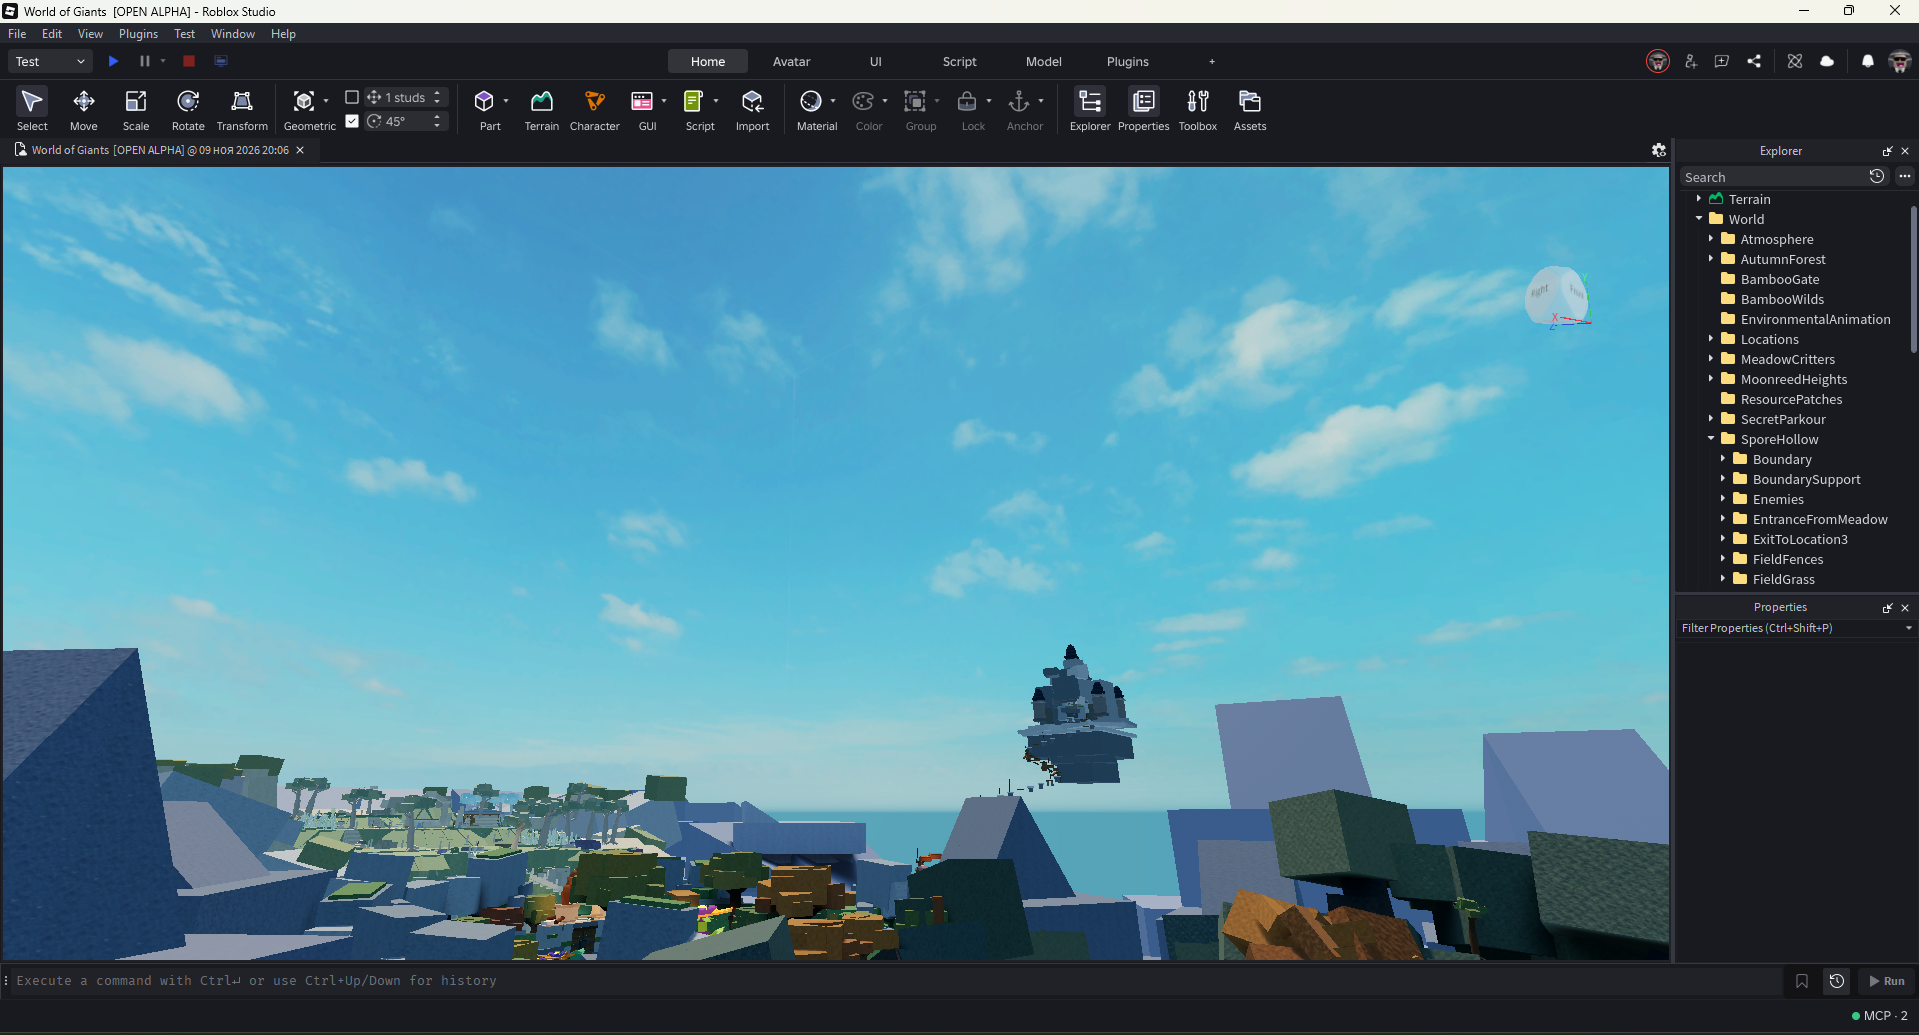 World of Giants [OPEN ALPHA] - Roblox Studio
File Edit View Plugins Test Window Help
Test
Home Avatar UI Script Model Plugins +
1 studs
45°
Select Move Scale Rotate Transform Geometric Part Terrain Character GUI Script Import Material Color Group Lock Anchor Explorer Properties Toolbox Assets
World of Giants [OPEN ALPHA] @ 09 ноя 2026 20:06
Explorer
Search
Terrain
World
Atmosphere
AutumnForest
BambooGate
BambooWilds
EnvironmentalAnimation
Locations
MeadowCritters
MoonreedHeights
ResourcePatches
SecretParkour
SporeHollow
Boundary
BoundarySupport
Enemies
EntranceFromMeadow
ExitToLocation3
FieldFences
FieldGrass
Y
Right
X
Z
Properties
Filter Properties (Ctrl+Shift+P)
Execute a command with Ctrl↵ or use Ctrl+Up/Down for history
Run
MCP · 2